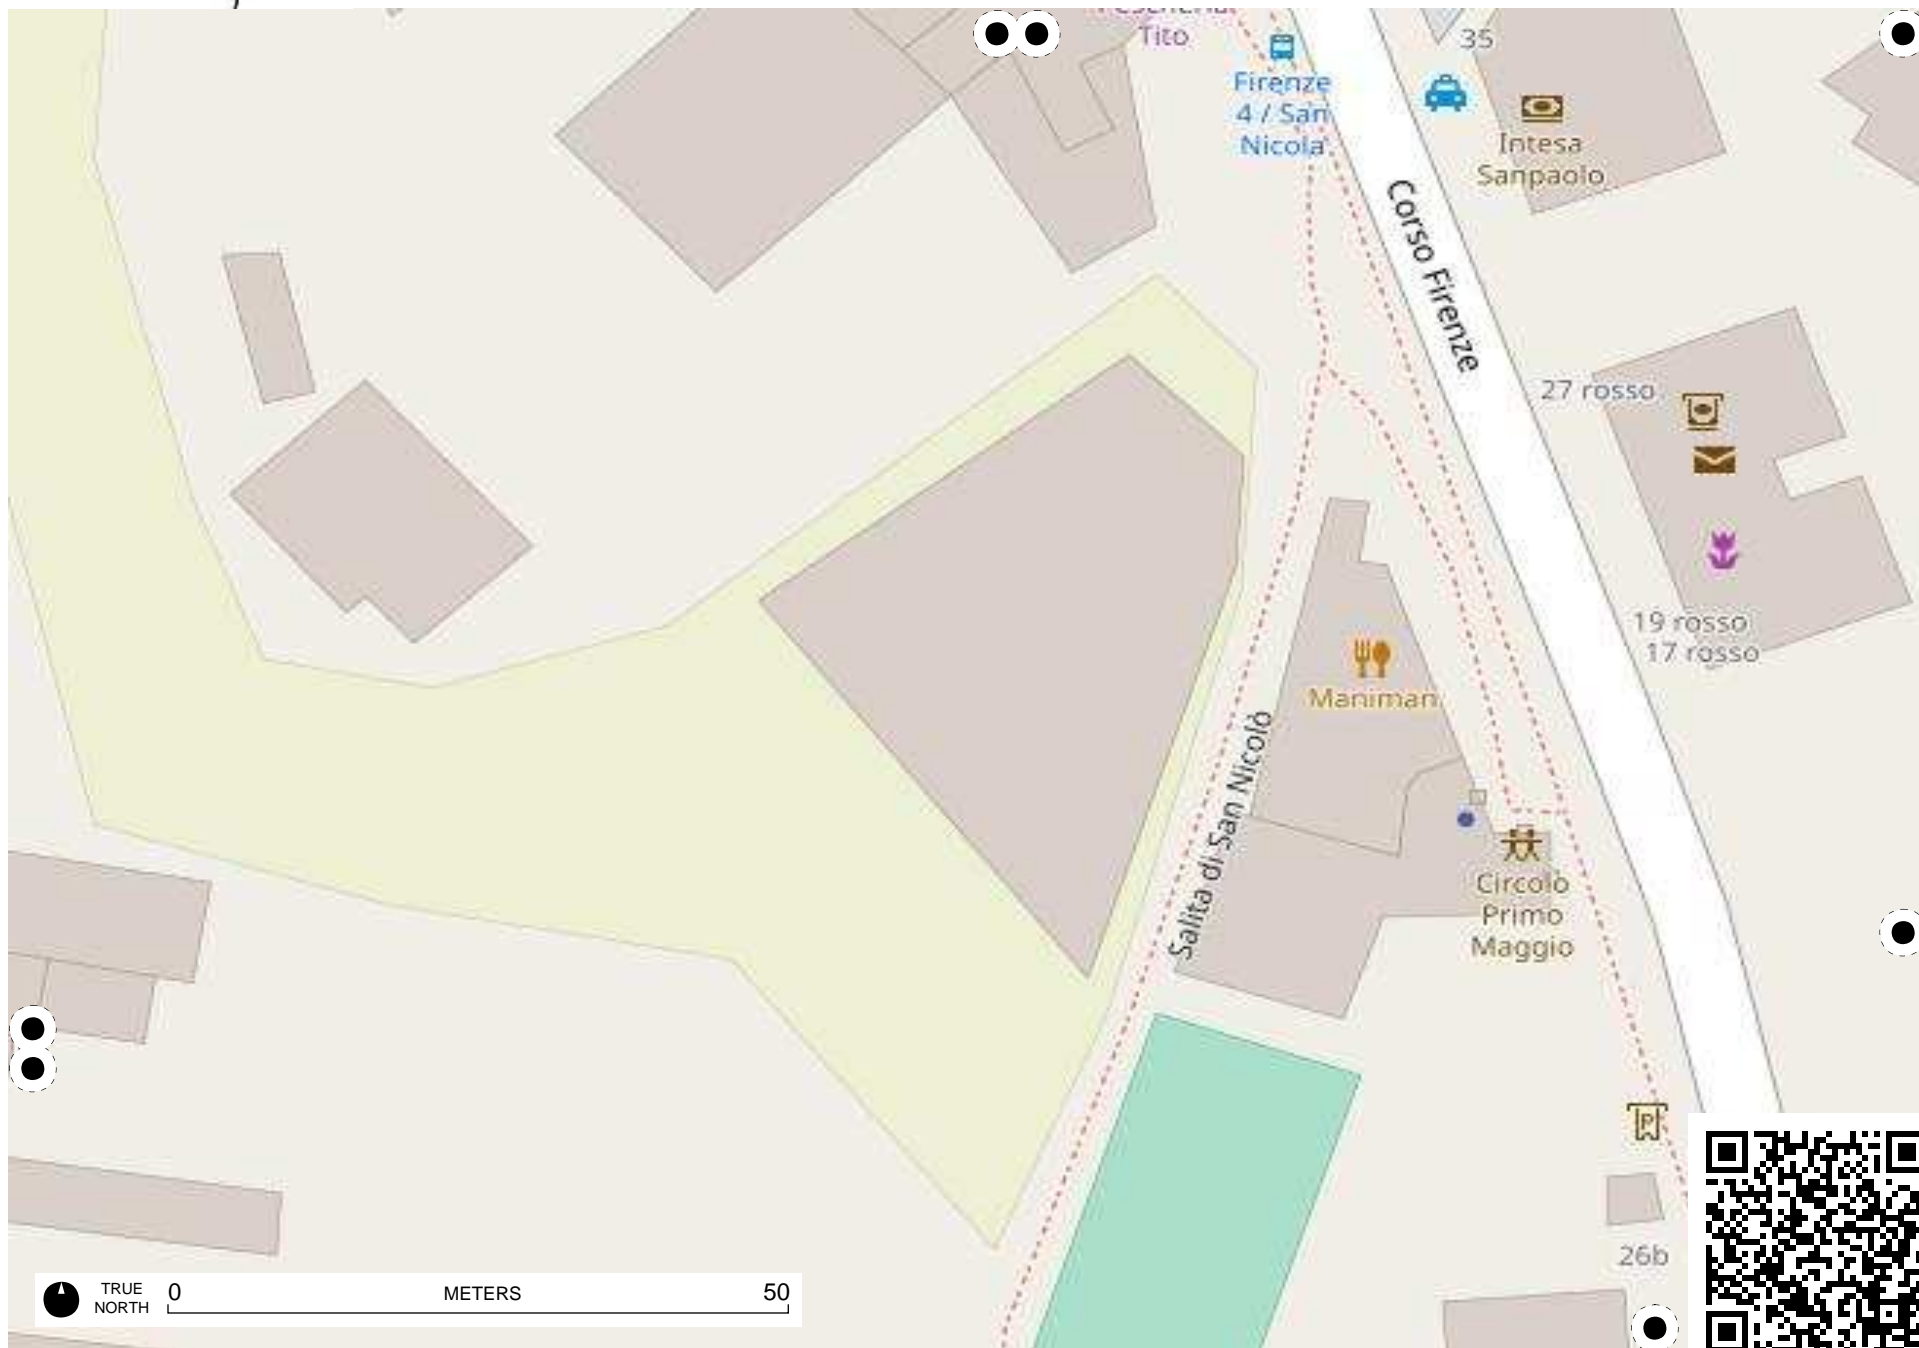 Tito
35
Firenze
4 / San
Nicola
Intesa
Sanpaolo
Corso Firenze
27 rosso
19 rosso
17 rosso
Maniman
Salita di San Nicolò
Circolo
Primo
Maggio
P
26b
TRUE
NORTH
0
METERS
50